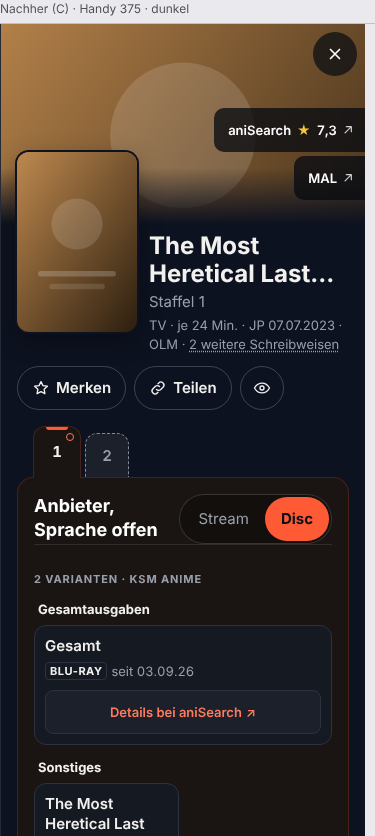 Nachher (C) · Handy 375 · dunkel
aniSearch ★ 7,3 ↗
MAL ↗
The Most
Heretical Last…
Staffel 1
TV · je 24 Min. · JP 07.07.2023 ·
OLM · 2 weitere Schreibweisen
Merken
Teilen
1
2
Anbieter,
Sprache offen
Stream
Disc
2 VARIANTEN · KSM ANIME
Gesamtausgaben
Gesamt
BLU-RAY seit 03.09.26
Details bei aniSearch ↗
Sonstiges
The Most
Heretical Last